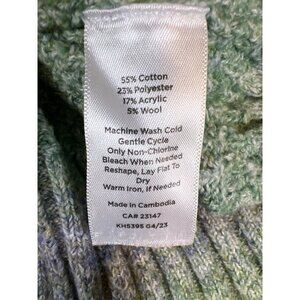 55% Cotton
23% Polyester
17% Acrylic
5% Wool
Machine Wash Cold
Gentle Cycle
Only Non-Chlorine
Bleach When Needed
Reshape, Lay Flat To
Dry
Warm Iron, If Needed
Made in Cambodia
CA# 23147
KH5395 G4/23